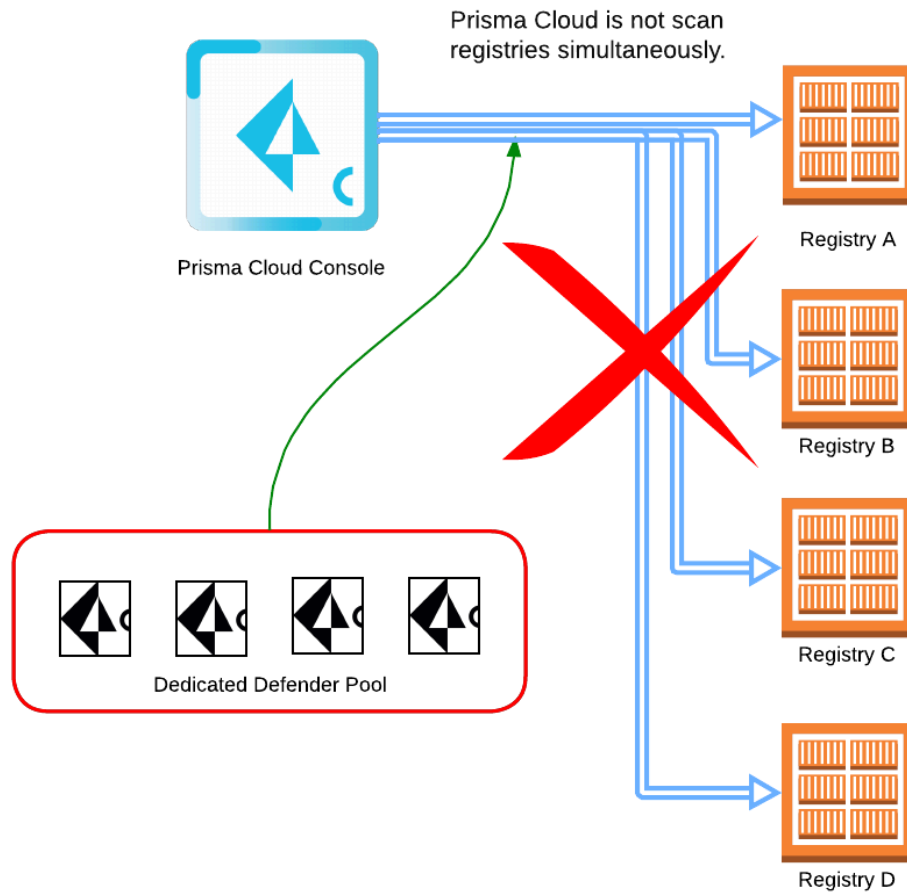 Prisma Cloud is not scan
registries simultaneously.
Prisma Cloud Console
Registry A
Registry B
Registry C
Dedicated Defender Pool
Registry D